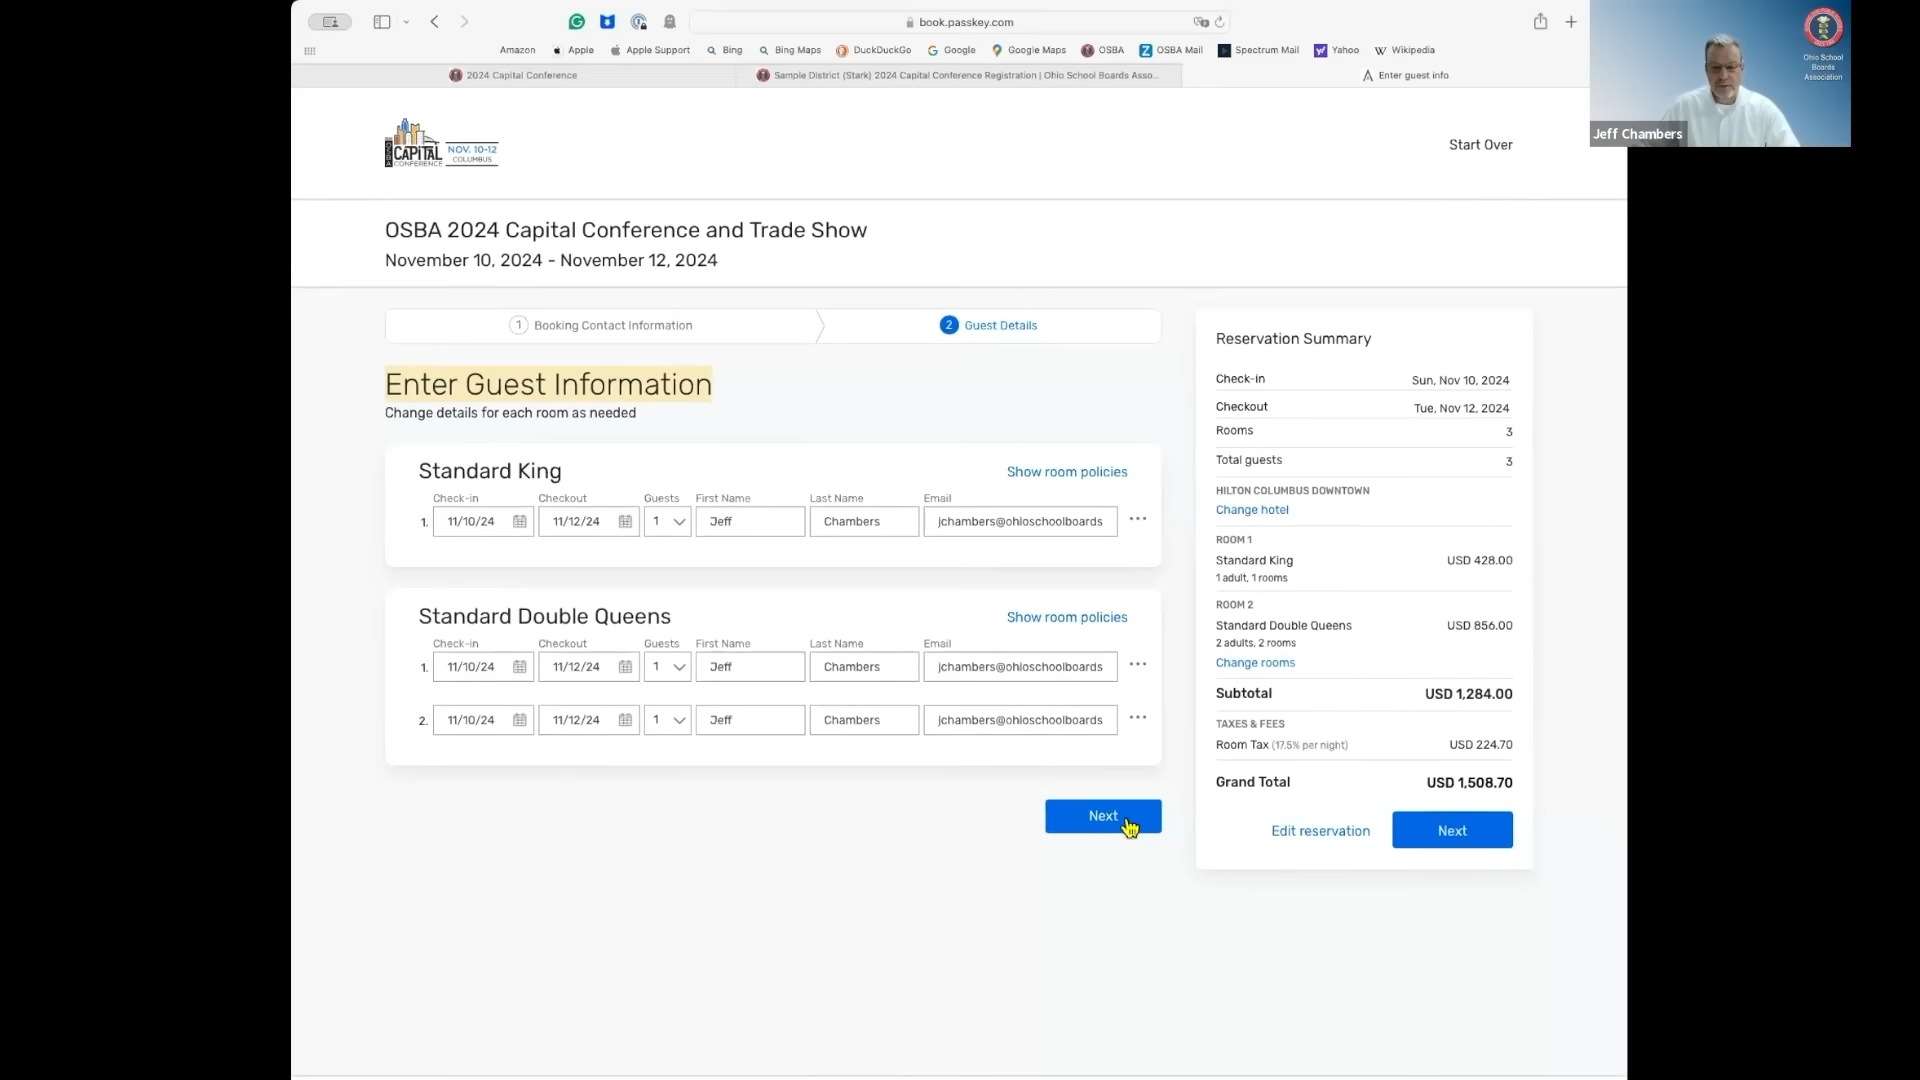 book.passkey.com
Amazon Apple Apple Support Bing Bing Maps DuckDuckGo Google Google Maps OSBA OSBA Mail Spectrum Mail Yahoo Wikipedia
2024 Capital Conference
Sample District (Stark) 2024 Capital Conference Registration | Ohio School Boards Asso...
Enter guest info
Ohio School
Boards
Association
Jeff Chambers
OSBA
CAPITAL
CONFERENCE
NOV. 10-12
COLUMBUS
Start Over
OSBA 2024 Capital Conference and Trade Show
November 10, 2024 - November 12, 2024
1 Booking Contact Information
2 Guest Details
Enter Guest Information
Change details for each room as needed
Standard King
Show room policies
Check-in Checkout Guests First Name Last Name Email
1. 11/10/24 11/12/24 1 Jeff Chambers jchambers@ohioschoolboards
Standard Double Queens
Show room policies
Check-in Checkout Guests First Name Last Name Email
1. 11/10/24 11/12/24 1 Jeff Chambers jchambers@ohioschoolboards
2. 11/10/24 11/12/24 1 Jeff Chambers jchambers@ohioschoolboards
Next
Reservation Summary
Check-in Sun, Nov 10, 2024
Checkout Tue, Nov 12, 2024
Rooms 3
Total guests 3
HILTON COLUMBUS DOWNTOWN
Change hotel
ROOM 1
Standard King USD 428.00
1 adult, 1 rooms
ROOM 2
Standard Double Queens USD 856.00
2 adults, 2 rooms
Change rooms
Subtotal USD 1,284.00
TAXES & FEES
Room Tax (17.5% per night) USD 224.70
Grand Total USD 1,508.70
Edit reservation Next